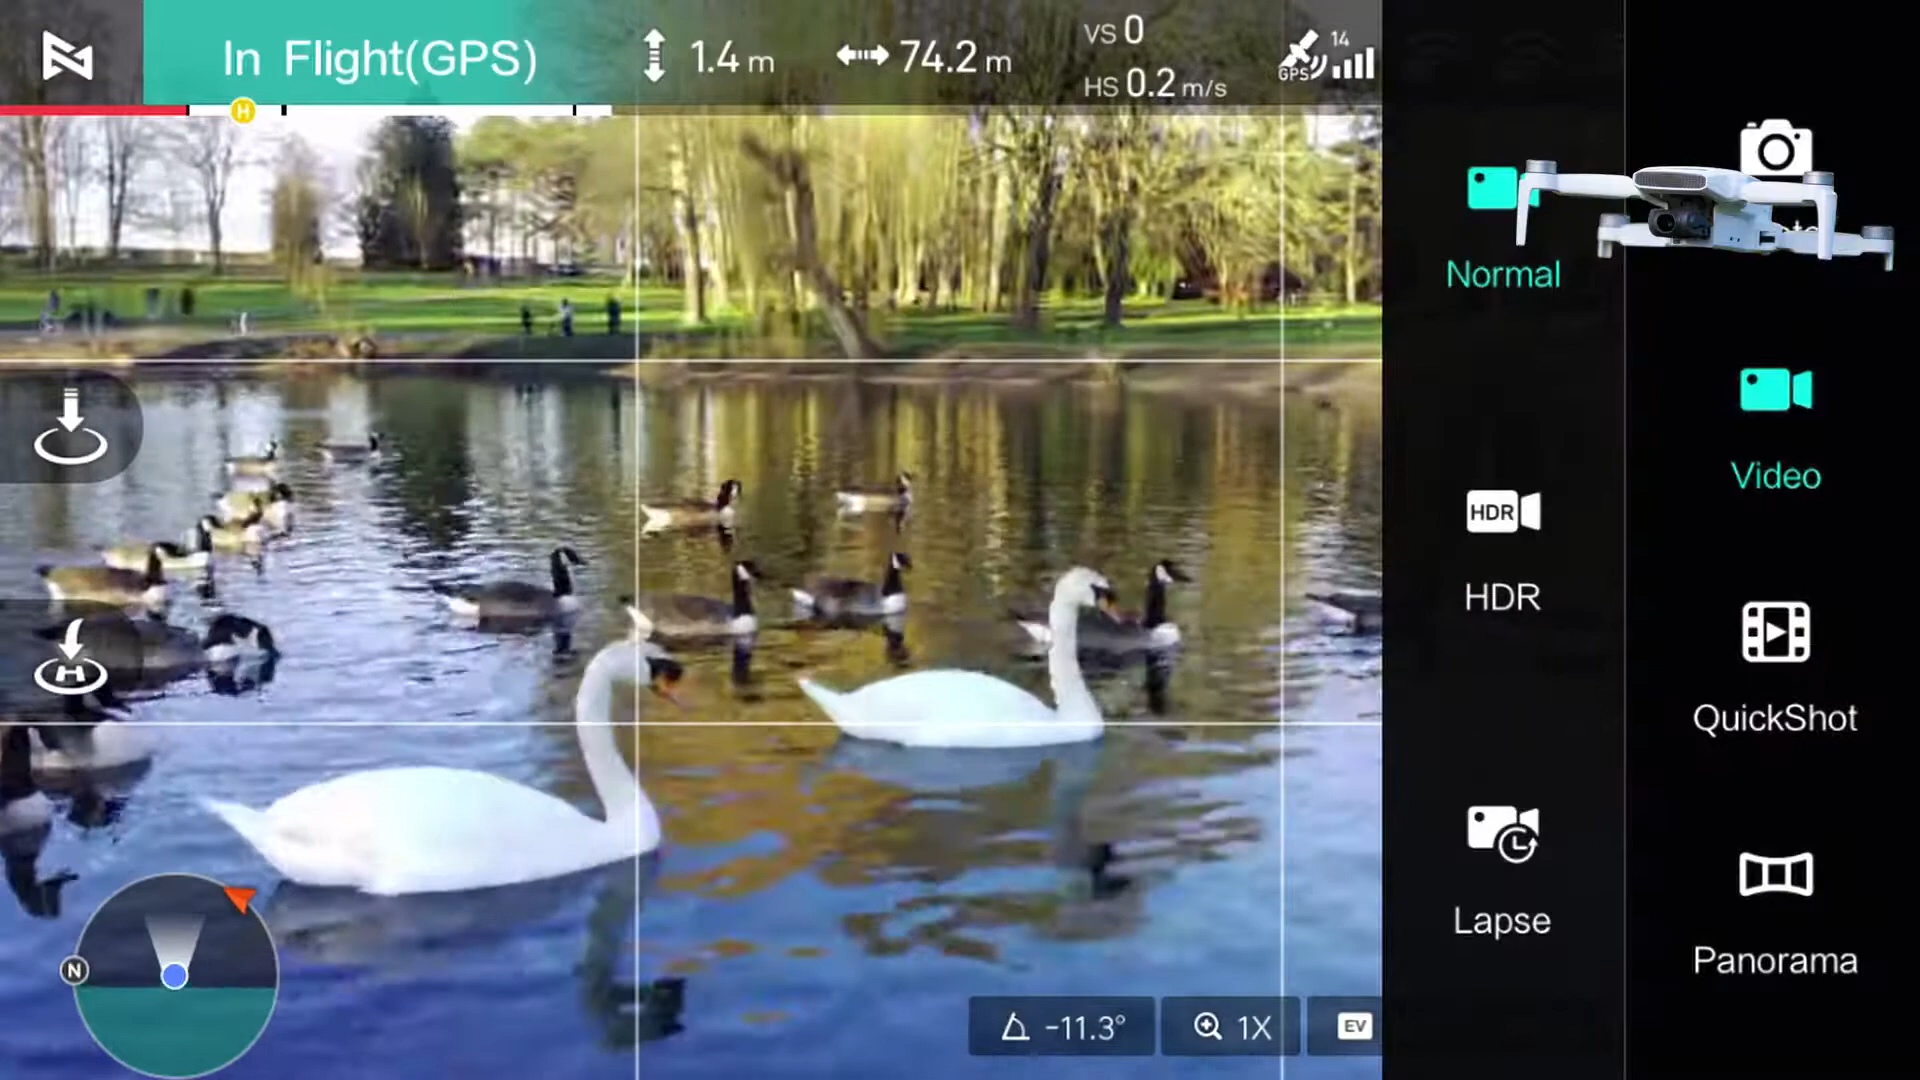 In Flight(GPS)
1.4 m
74.2 m
VS 0
HS 0.2 m/s
GPS
14
H
Normal
Video
HDR
HDR
QuickShot
Lapse
Panorama
N
-11.3°
1X
EV